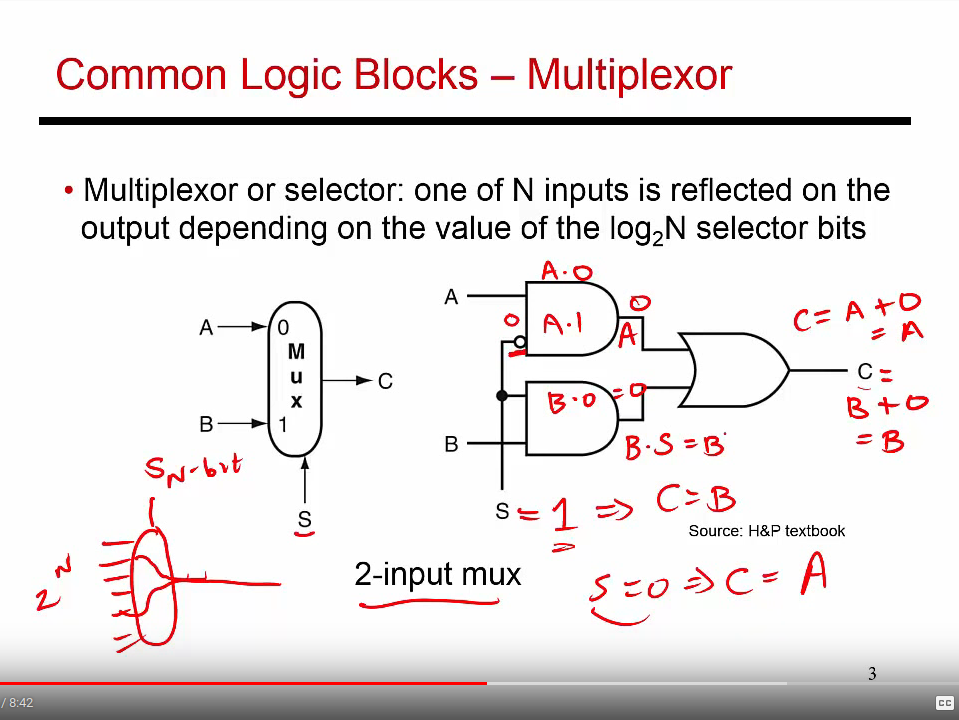 Common Logic Blocks – Multiplexor
• Multiplexor or selector: one of N inputs is reflected on the
output depending on the value of the log₂N selector bits
A
0
M
u
x
B
1
C
S
S N-bit
2^N
A
A·0
0
A·1
0
A
B·0 = 0
B
B·S = B
C = A + 0
= A
C =
B + 0
= B
S = 1 ⇒ C = B
Source: H&P textbook
2-input mux
S = 0 ⇒ C = A
3
/ 8:42
CC